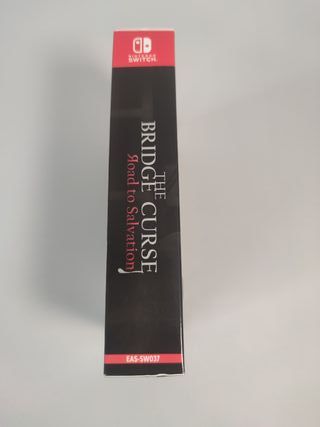 NINTENDO
SWITCH
THE
BRIDGE CURSE
Road to Salvation
EAS-SW037